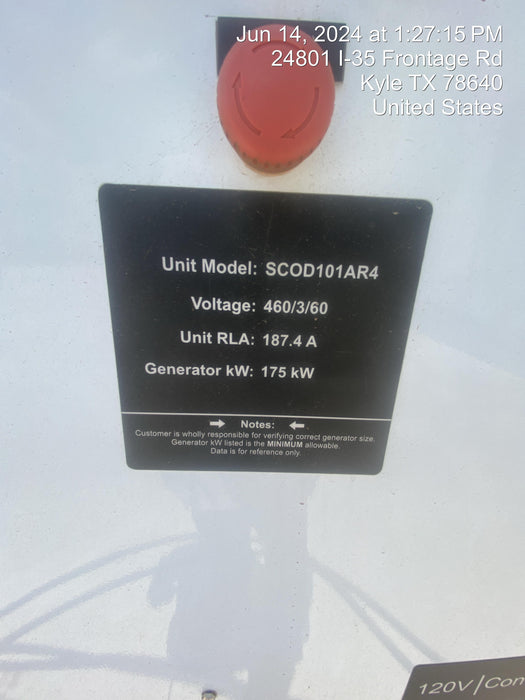 Jun 14, 2024 at 1:27:15 PM
24801 I-35 Frontage Rd
Kyle TX 78640
United States
Unit Model: SCOD101AR4
Voltage: 460/3/60
Unit RLA: 187.4 A
Generator kW: 175 kW
Notes:
Customer is wholly responsible for verifying correct generator size.
Generator kW listed is the MINIMUM allowable.
Data is for reference only.
120V/Con